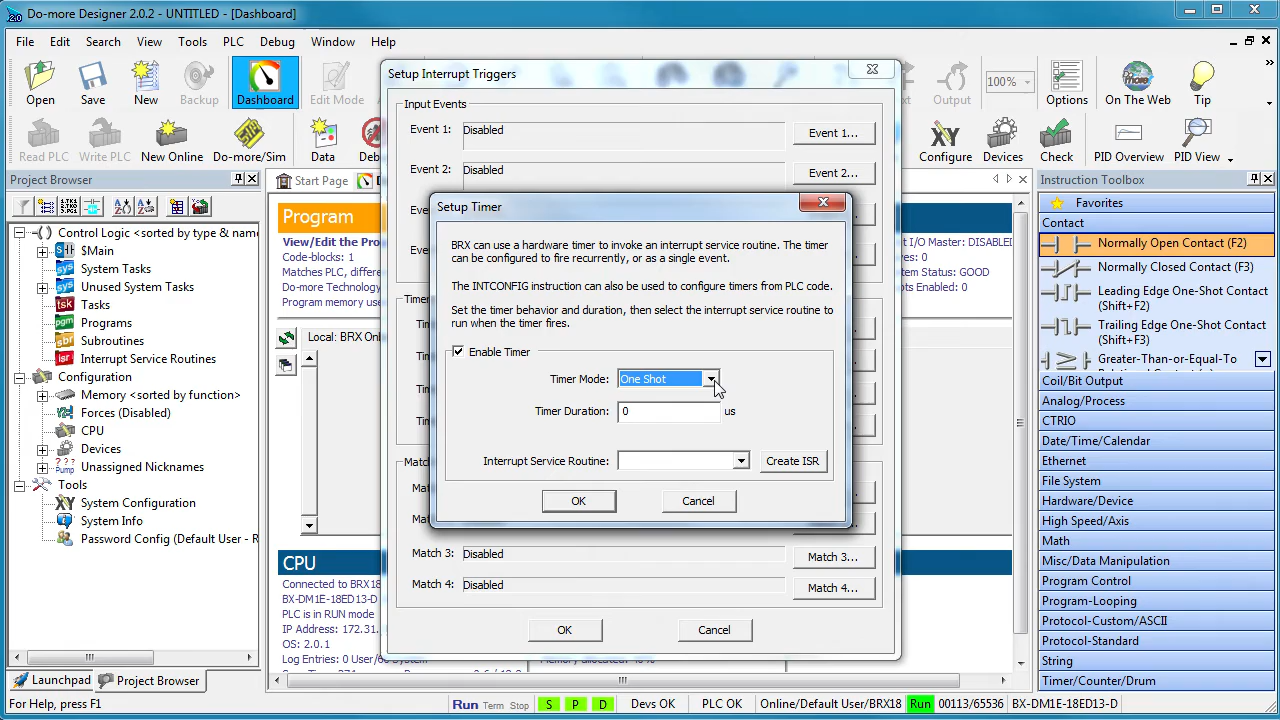 Do-more Designer 2.0.2 - UNTITLED - [Dashboard]
File Edit Search View Tools PLC Debug Window Help
Open Save New Backup Dashboard Edit Mode Output 100% Options On The Web Tip
Read PLC Write PLC New Online Do-more/Sim Data Configure Devices Check PID Overview PID View
Setup Interrupt Triggers
Input Events
Event 1: Disabled Event 1...
Event 2: Disabled Event 2...
Project Browser
Start Page
Control Logic <sorted by type & name
$Main
System Tasks
Unused System Tasks
Tasks
Programs
Subroutines
Interrupt Service Routines
Configuration
Memory <sorted by function>
Forces (Disabled)
CPU
Devices
Unassigned Nicknames
Tools
System Configuration
System Info
Password Config (Default User - R
Launchpad Project Browser
Program
View/Edit the Pro
Code-blocks: 1
Matches PLC, differen
Do-more Technology
Program memory used
I/O Master: DISABLED
System Status: GOOD
Local: BRX Onl
Setup Timer
BRX can use a hardware timer to invoke an interrupt service routine. The timer
can be configured to fire recurrently, or as a single event.
The INTCONFIG instruction can also be used to configure timers from PLC code.
Set the timer behavior and duration, then select the interrupt service routine to
run when the timer fires.
Enable Timer
Timer Mode: One Shot
Timer Duration: 0 us
Interrupt Service Routine: Create ISR
OK Cancel
Match 3: Disabled Match 3...
Match 4: Disabled Match 4...
OK Cancel
CPU
Connected to BRX18
BX-DM1E-18ED13-D
PLC is in RUN mode
IP Address: 172.31.
OS: 2.0.1
Instruction Toolbox
Favorites
Contact
Normally Open Contact (F2)
Normally Closed Contact (F3)
Leading Edge One-Shot Contact
(Shift+F2)
Trailing Edge One-Shot Contact
(Shift+F3)
Greater-Than-or-Equal-To
Coil/Bit Output
Analog/Process
CTRIO
Date/Time/Calendar
Ethernet
File System
Hardware/Device
High Speed/Axis
Math
Misc/Data Manipulation
Program Control
Program-Looping
Protocol-Custom/ASCII
Protocol-Standard
String
Timer/Counter/Drum
For Help, press F1 Run Term Stop S P D Devs OK PLC OK Online/Default User/BRX18 Run 00113/65536 BX-DM1E-18ED13-D